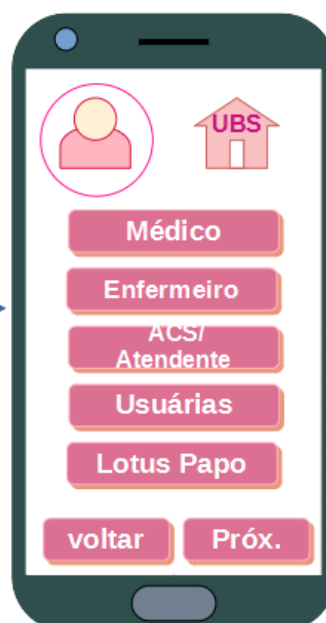 UBS
Médico
Enfermeiro
ACS/
Atendente
Usuárias
Lotus Papo
voltar
Próx.